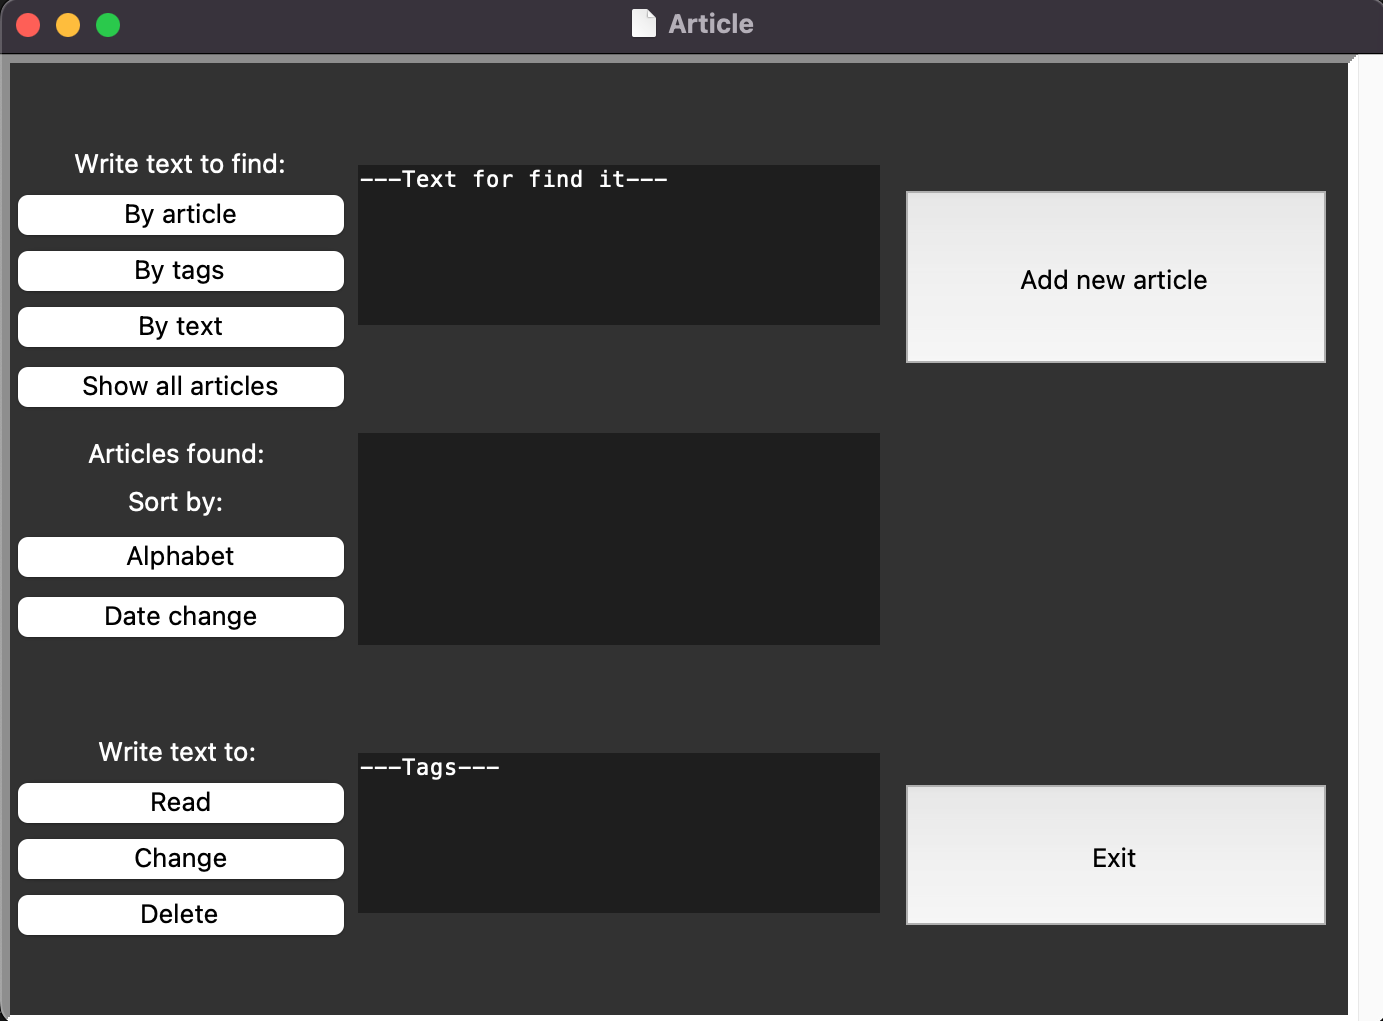 Article
Write text to find:
By article
By tags
By text
Show all articles
---Text for find it---
Add new article
Articles found:
Sort by:
Alphabet
Date change
Write text to:
Read
Change
Delete
---Tags---
Exit